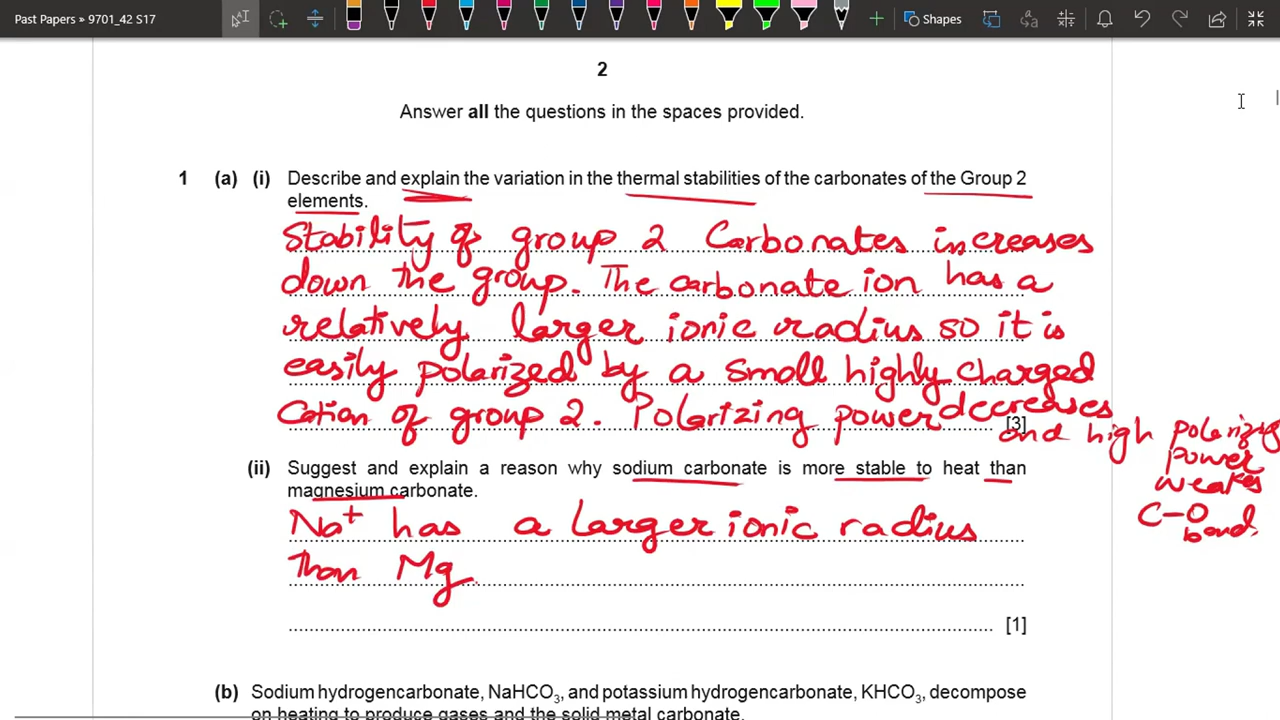 Past Papers » 9701_42 S17
Shapes
2
Answer all the questions in the spaces provided.
1 (a) (i) Describe and explain the variation in the thermal stabilities of the carbonates of the Group 2
elements.
Stability of group 2 Carbonates increases
down the group. The carbonate ion has a
relatively larger ionic radius so it is
easily polarized by a small highly charged
Cation of group 2. Polarizing power decreases
[3]
and high polarizing
power
weakes
C-O
bond.
(ii) Suggest and explain a reason why sodium carbonate is more stable to heat than
magnesium carbonate.
Na+ has a larger ionic radius
than Mg
[1]
(b) Sodium hydrogencarbonate, NaHCO3, and potassium hydrogencarbonate, KHCO3, decompose
on heating to produce gases and the solid metal carbonate.